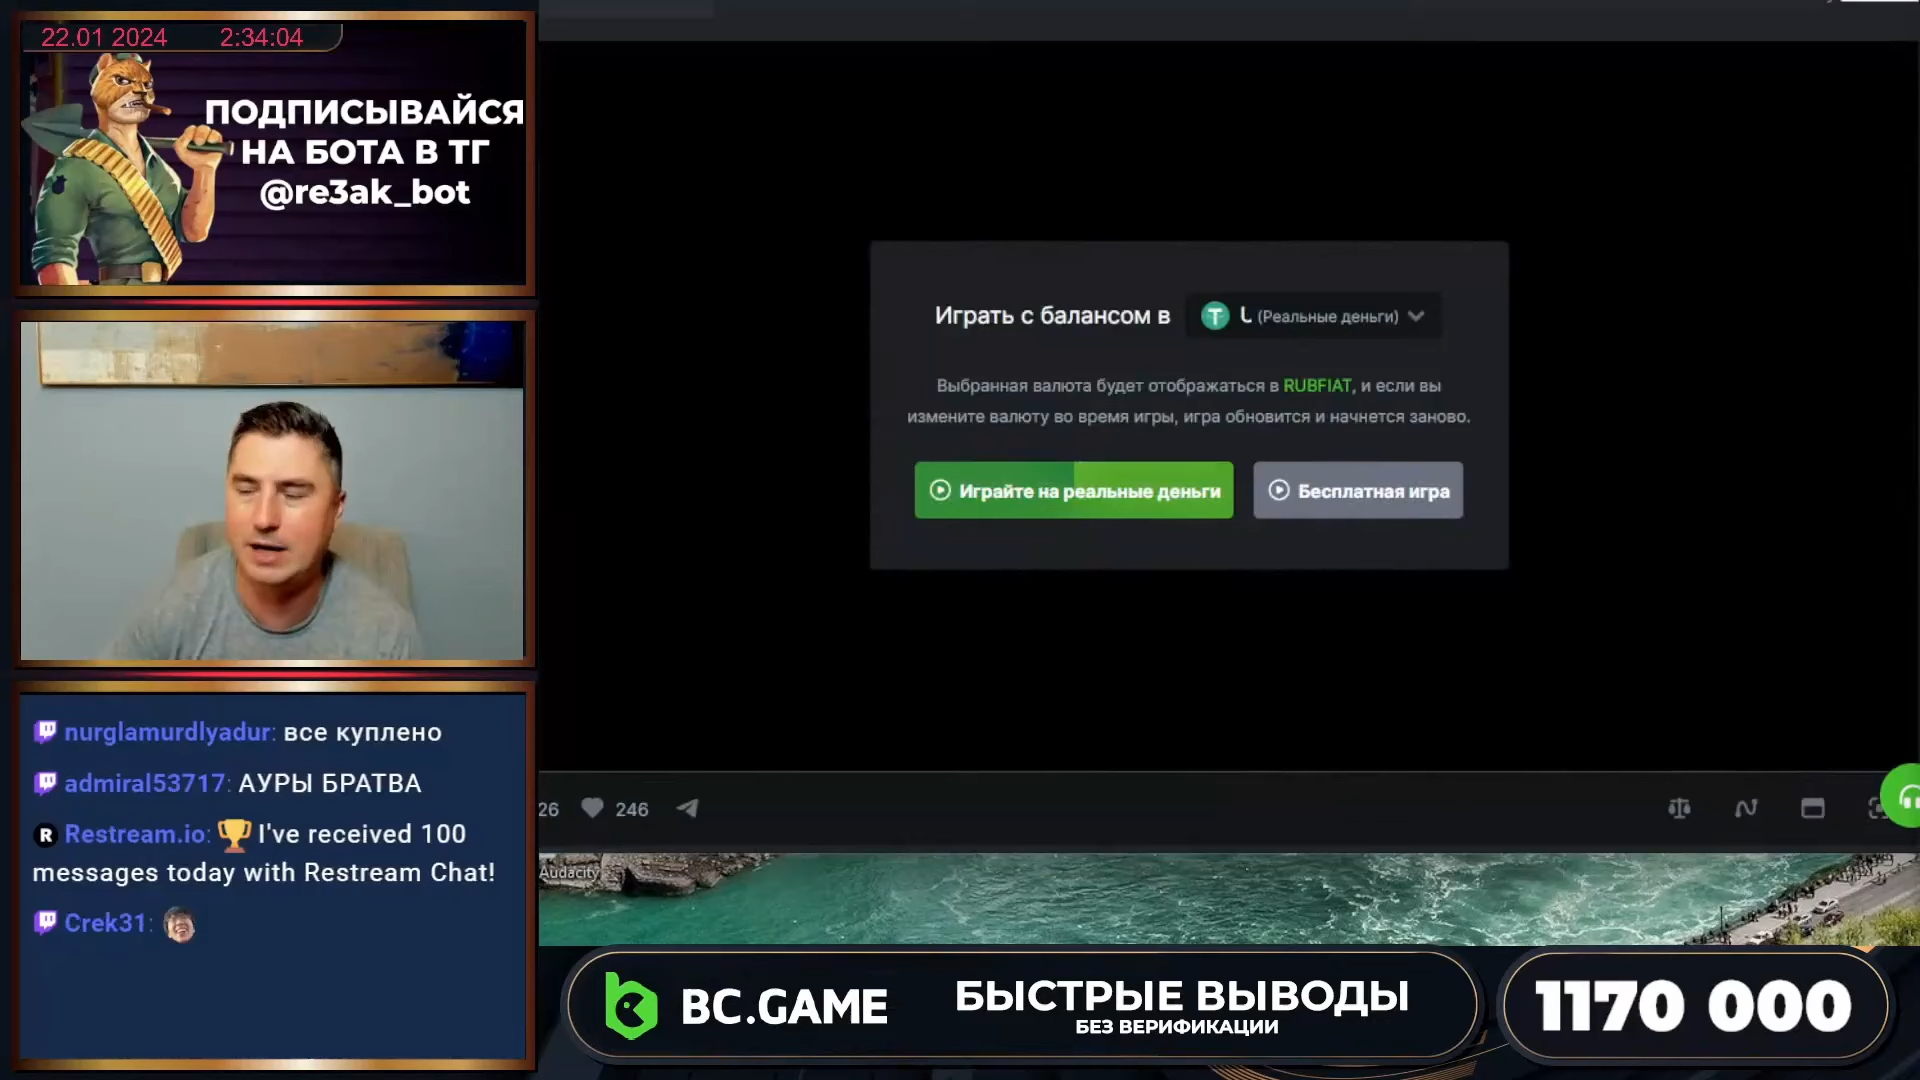 22.01 2024 2:34:04
ПОДПИСЫВАЙСЯ
НА БОТА В ТГ
@re3ak_bot
Играть с балансом в (Реальные деньги)
Выбранная валюта будет отображаться в RUBFIAT, и если вы
измените валюту во время игры, игра обновится и начнется заново.
Играйте на реальные деньги
Бесплатная игра
nurglamurdlyadur: все куплено
admiral53717: АУРЫ БРАТВА
Restream.io: I've received 100
messages today with Restream Chat!
Crek31:
26 246
Audacity
BC.GAME
БЫСТРЫЕ ВЫВОДЫ
БЕЗ ВЕРИФИКАЦИИ
1170 000